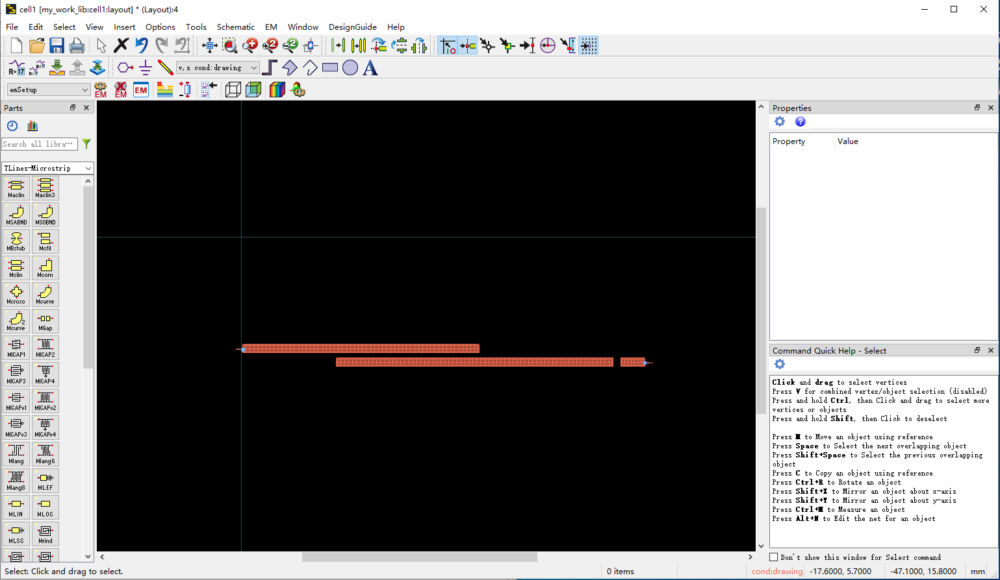 cell1 [my_work_lib:cell1:layout] * (Layout):4
File Edit Select View Insert Options Tools Schematic EM Window DesignGuide Help
v,s cond:drawing
emSetup
EM EM EM
Parts
Search all libra···
TLines-Microstrip
Maclin Maclin3
MSABND MSOBND
MBstub Mcfil
Mclin Mcorn
Mcroso Mcurve
Mcurve MGap
MICAP1 MICAP2
MICAP3 MICAP4
MICAPo1 MICAPo2
MICAPo3 MICAPo4
Mlang Mlang6
Mlang8 MLEF
MLIN MLOC
MLSC Mrind
Properties
Property Value
Command Quick Help - Select
Click and drag to select vertices
Press V for combined vertex/object selection (disabled)
Press and hold Ctrl, then Click and drag to select more
vertices or objects
Press and hold Shift, then Click to deselect
Press M to Move an object using reference
Press Space to Select the next overlapping object
Press Shift+Space to Select the previous overlapping
object
Press C to Copy an object using reference
Press Ctrl+R to Rotate an object
Press Shift+X to Mirror an object about x-axis
Press Shift+Y to Mirror an object about y-axis
Press Ctrl+M to Measure an object
Press Alt+N to Edit the net for an object
Don't show this window for Select command
Select: Click and drag to select.
0 items
cond:drawing
-17.6000, 5.7000
-47.1000, 15.8000
mm